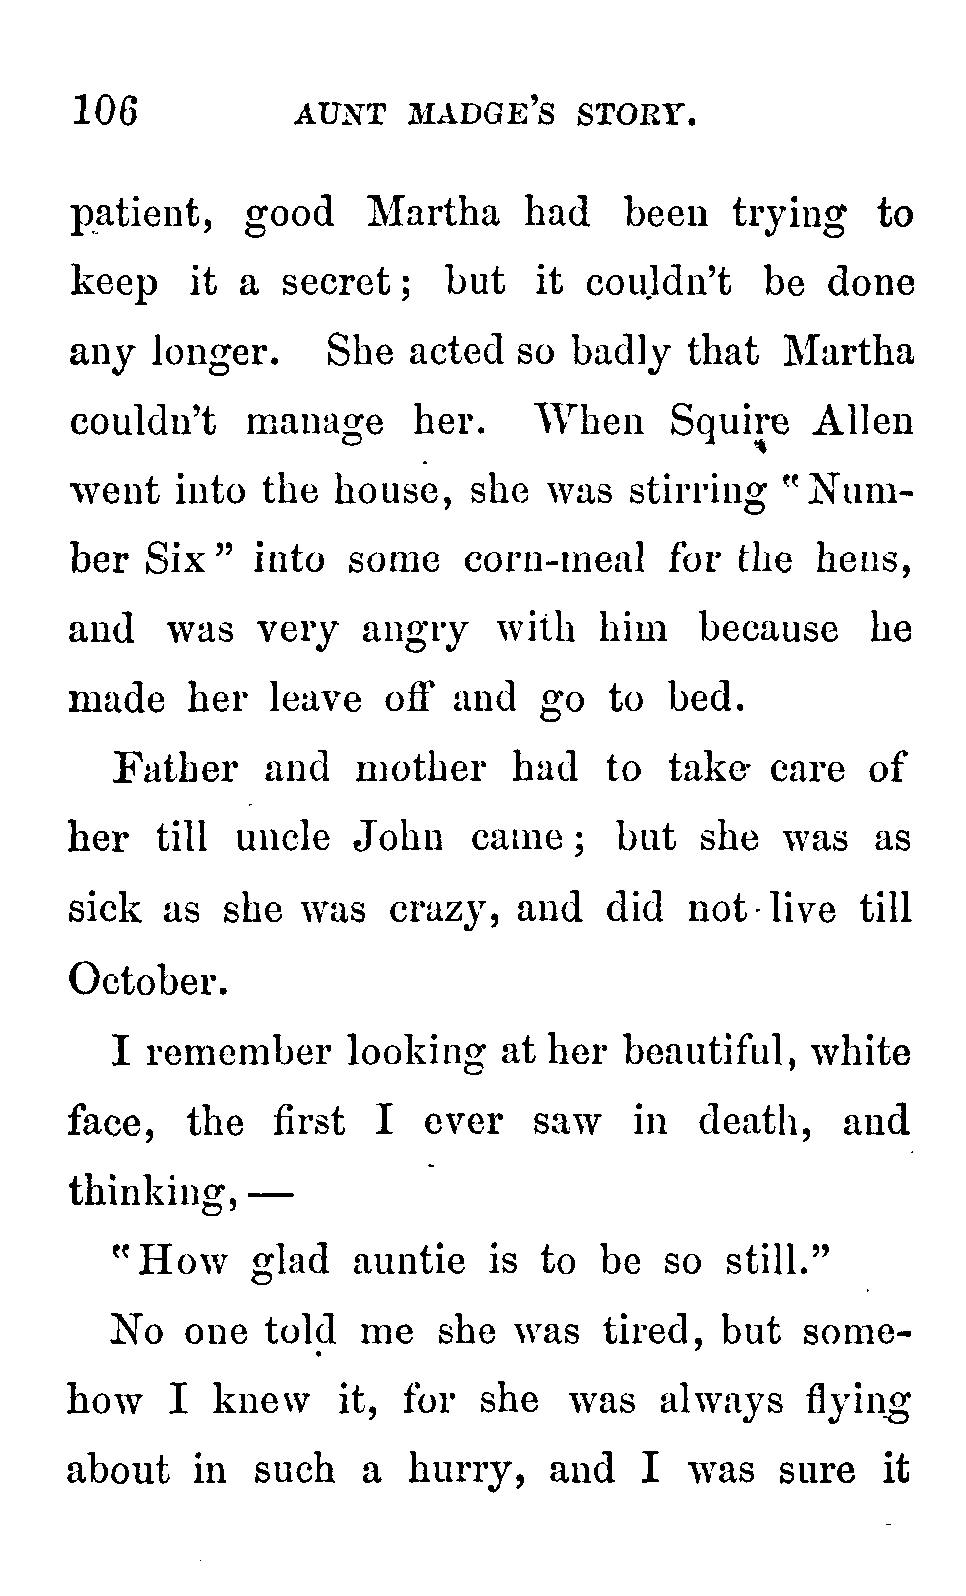 106 AUNT MADGE'S STORY.
patient, good Martha had been trying to
keep it a secret; but it couldn't be done
any longer. She acted so badly that Martha
couldn't manage her. When Squire Allen
went into the house, she was stirring "Num-
ber Six" into some corn-meal for the hens,
and was very angry with him because he
made her leave off and go to bed.
Father and mother had to take care of
her till uncle John came; but she was as
sick as she was crazy, and did not live till
October.
I remember looking at her beautiful, white
face, the first I ever saw in death, and
thinking,—
"How glad auntie is to be so still."
No one told me she was tired, but some-
how I knew it, for she was always flying
about in such a hurry, and I was sure it